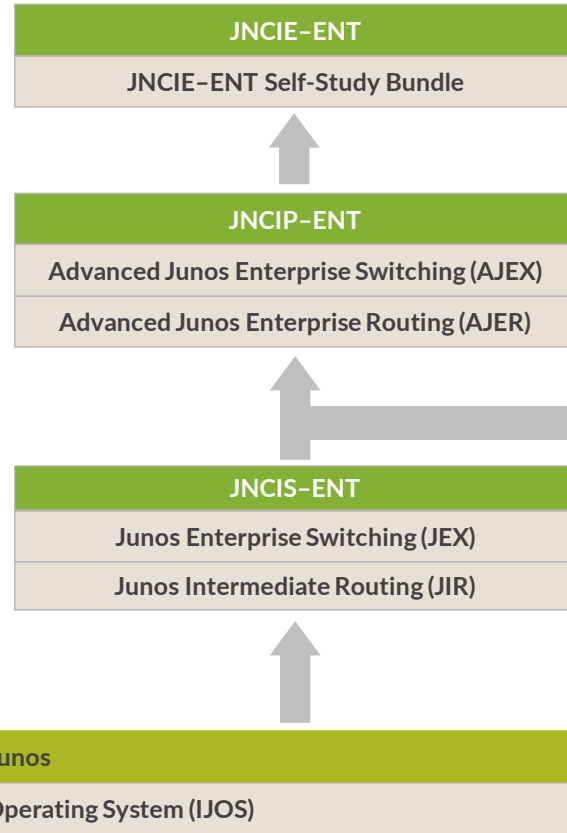 JNCIE–ENT
JNCIE–ENT Self-Study Bundle
JNCIP–ENT
Advanced Junos Enterprise Switching (AJEX)
Advanced Junos Enterprise Routing (AJER)
JNCIS–ENT
Junos Enterprise Switching (JEX)
Junos Intermediate Routing (JIR)
unos
Operating System (IJOS)